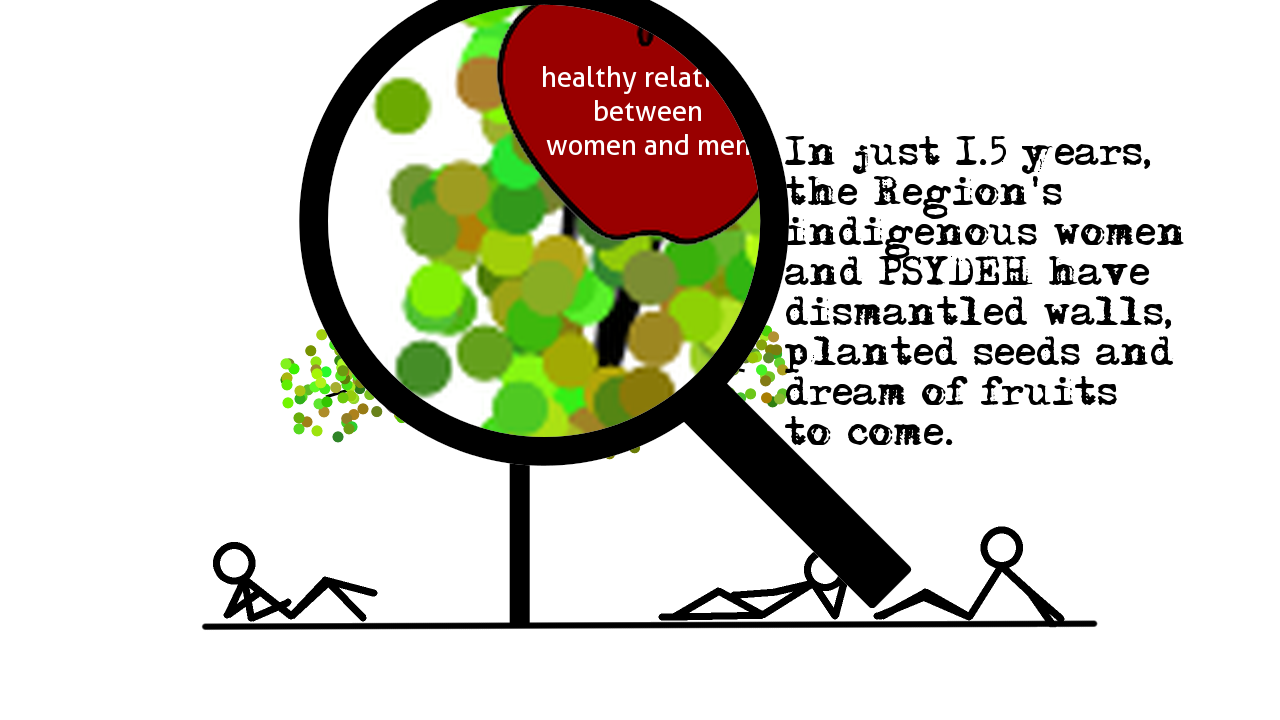 healthy
between
women and men
In just 1.5 years,
the Region's
indigenous women
and PSYDEH have
dismantled walls,
planted seeds and
dream of fruits
to come.